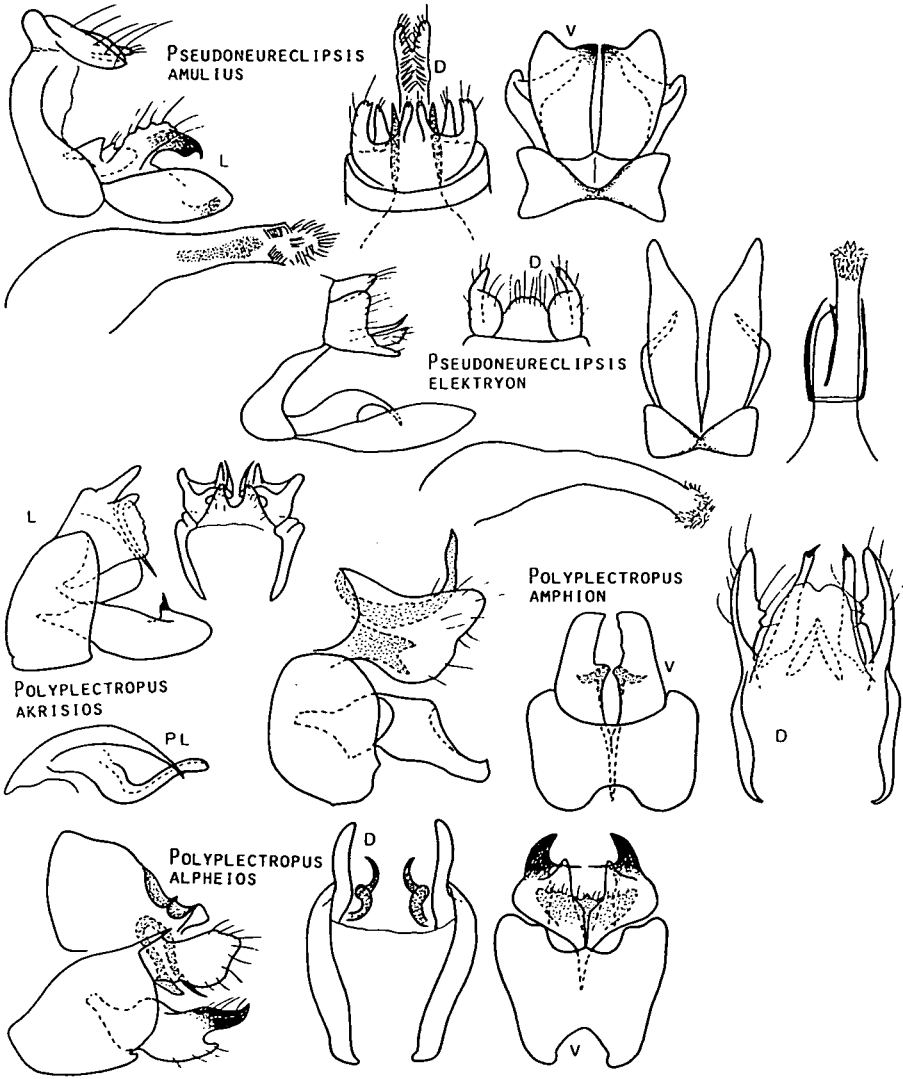 PSEUDONEURECLIPSIS
AMULIUS
L
D
V
D
PSEUDONEURECLIPSIS
ELEKTRYON
L
POLYPLECTROPUS
AKRISIOS
PL
POLYPLECTROPUS
AMPHION
V
D
POLYPLECTROPUS
ALPHEIOS
D
V